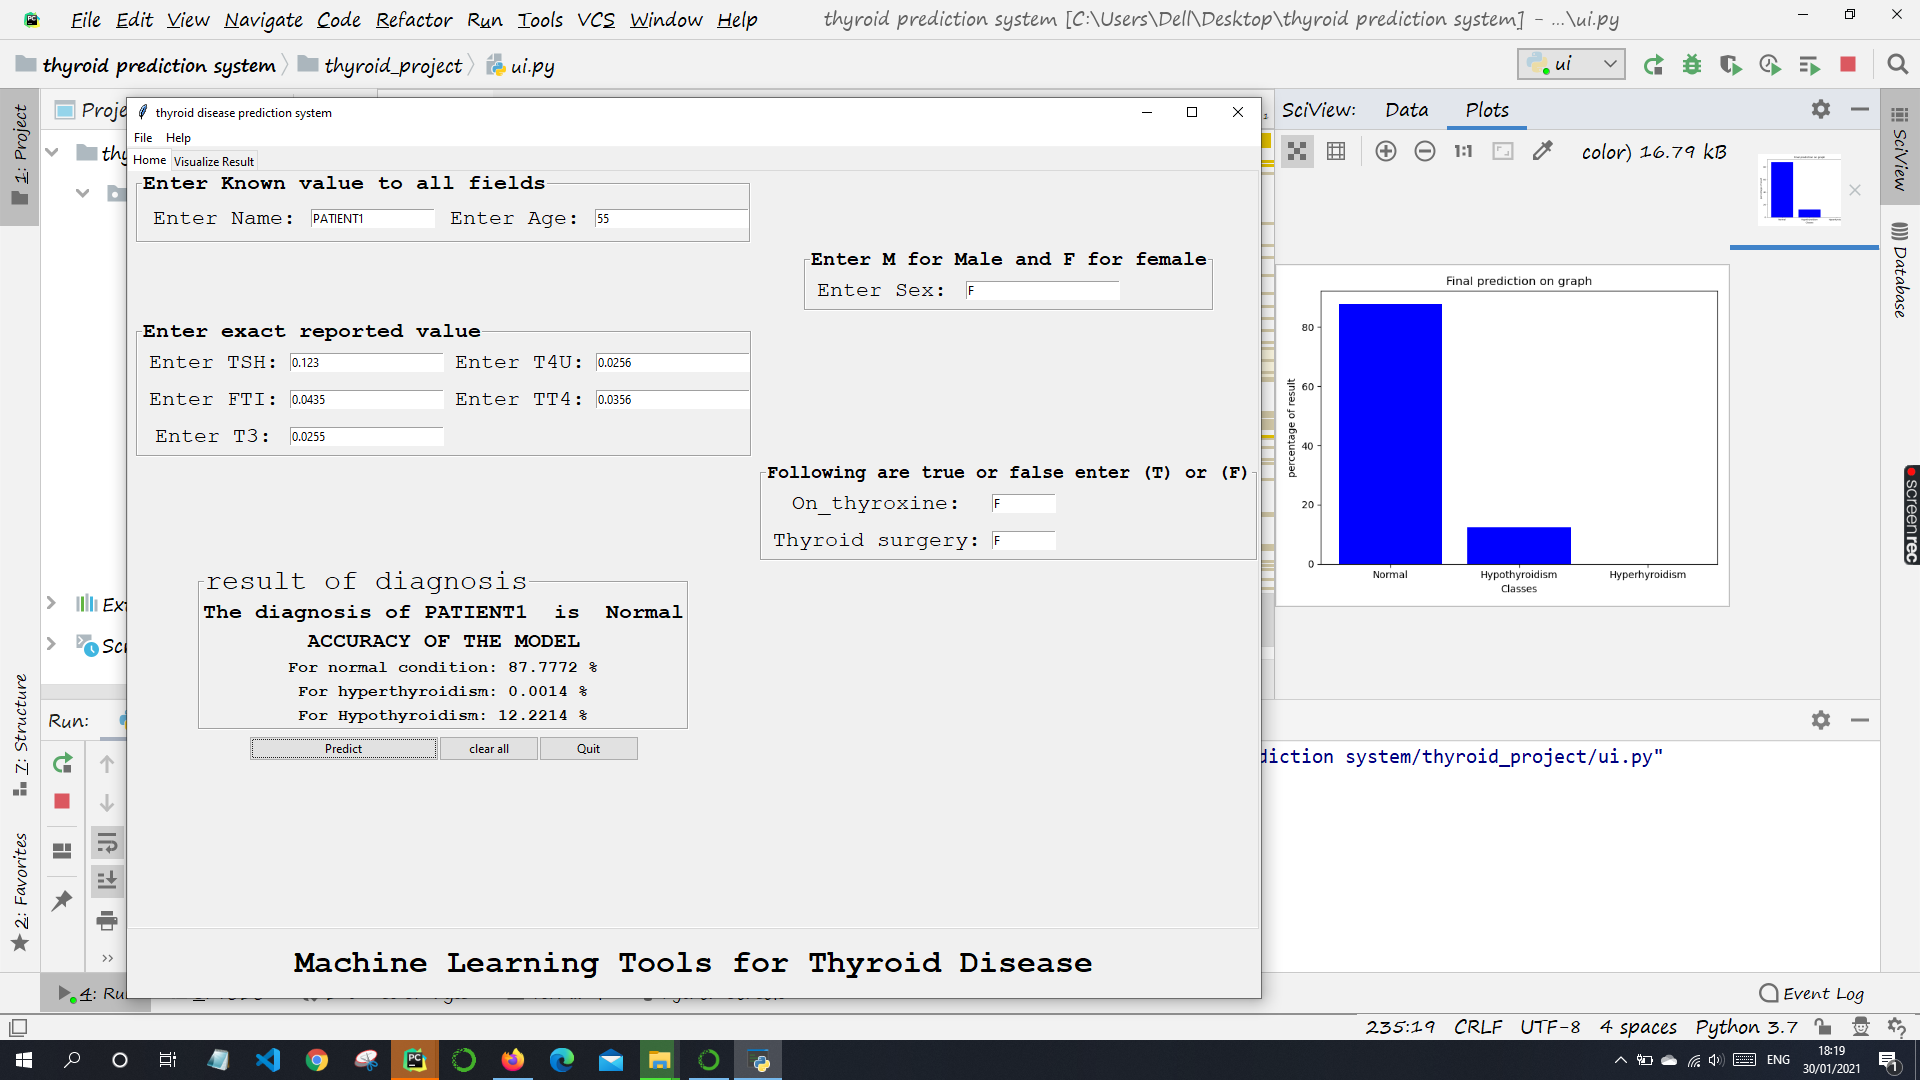 File Edit View Navigate Code Refactor Run Tools VCS Window Help thyroid prediction system [C:\Users\Dell\Desktop\thyroid prediction system] - ...\ui.py
thyroid prediction system thyroid_project ui.py ui
1: Project
7: Structure
2: Favorites
Run:
thyroid disease prediction system
File Help
Home Visualize Result
Enter Known value to all fields
Enter Name: PATIENT1 Enter Age: 55
Enter M for Male and F for female
Enter Sex: F
Enter exact reported value
Enter TSH: 0.123 Enter T4U: 0.0256
Enter FTI: 0.0435 Enter TT4: 0.0356
Enter T3: 0.0255
Following are true or false enter (T) or (F)
On_thyroxine: F
Thyroid surgery: F
result of diagnosis
The diagnosis of PATIENT1 is Normal
ACCURACY OF THE MODEL
For normal condition: 87.7772 %
For hyperthyroidism: 0.0014 %
For Hypothyroidism: 12.2214 %
Predict clear all Quit
Machine Learning Tools for Thyroid Disease
SciView: Data Plots
1:1 color) 16.79 kB
Final prediction on graph
percentage of result
80
60
40
20
0
Normal Hypothyroidism Hyperhyroidism
Classes
SciView
Database
screenrec
diction system/thyroid_project/ui.py"
4: Ru
Event Log
235:19 CRLF UTF-8 4 spaces Python 3.7
ENG 18:19
30/01/2021
1